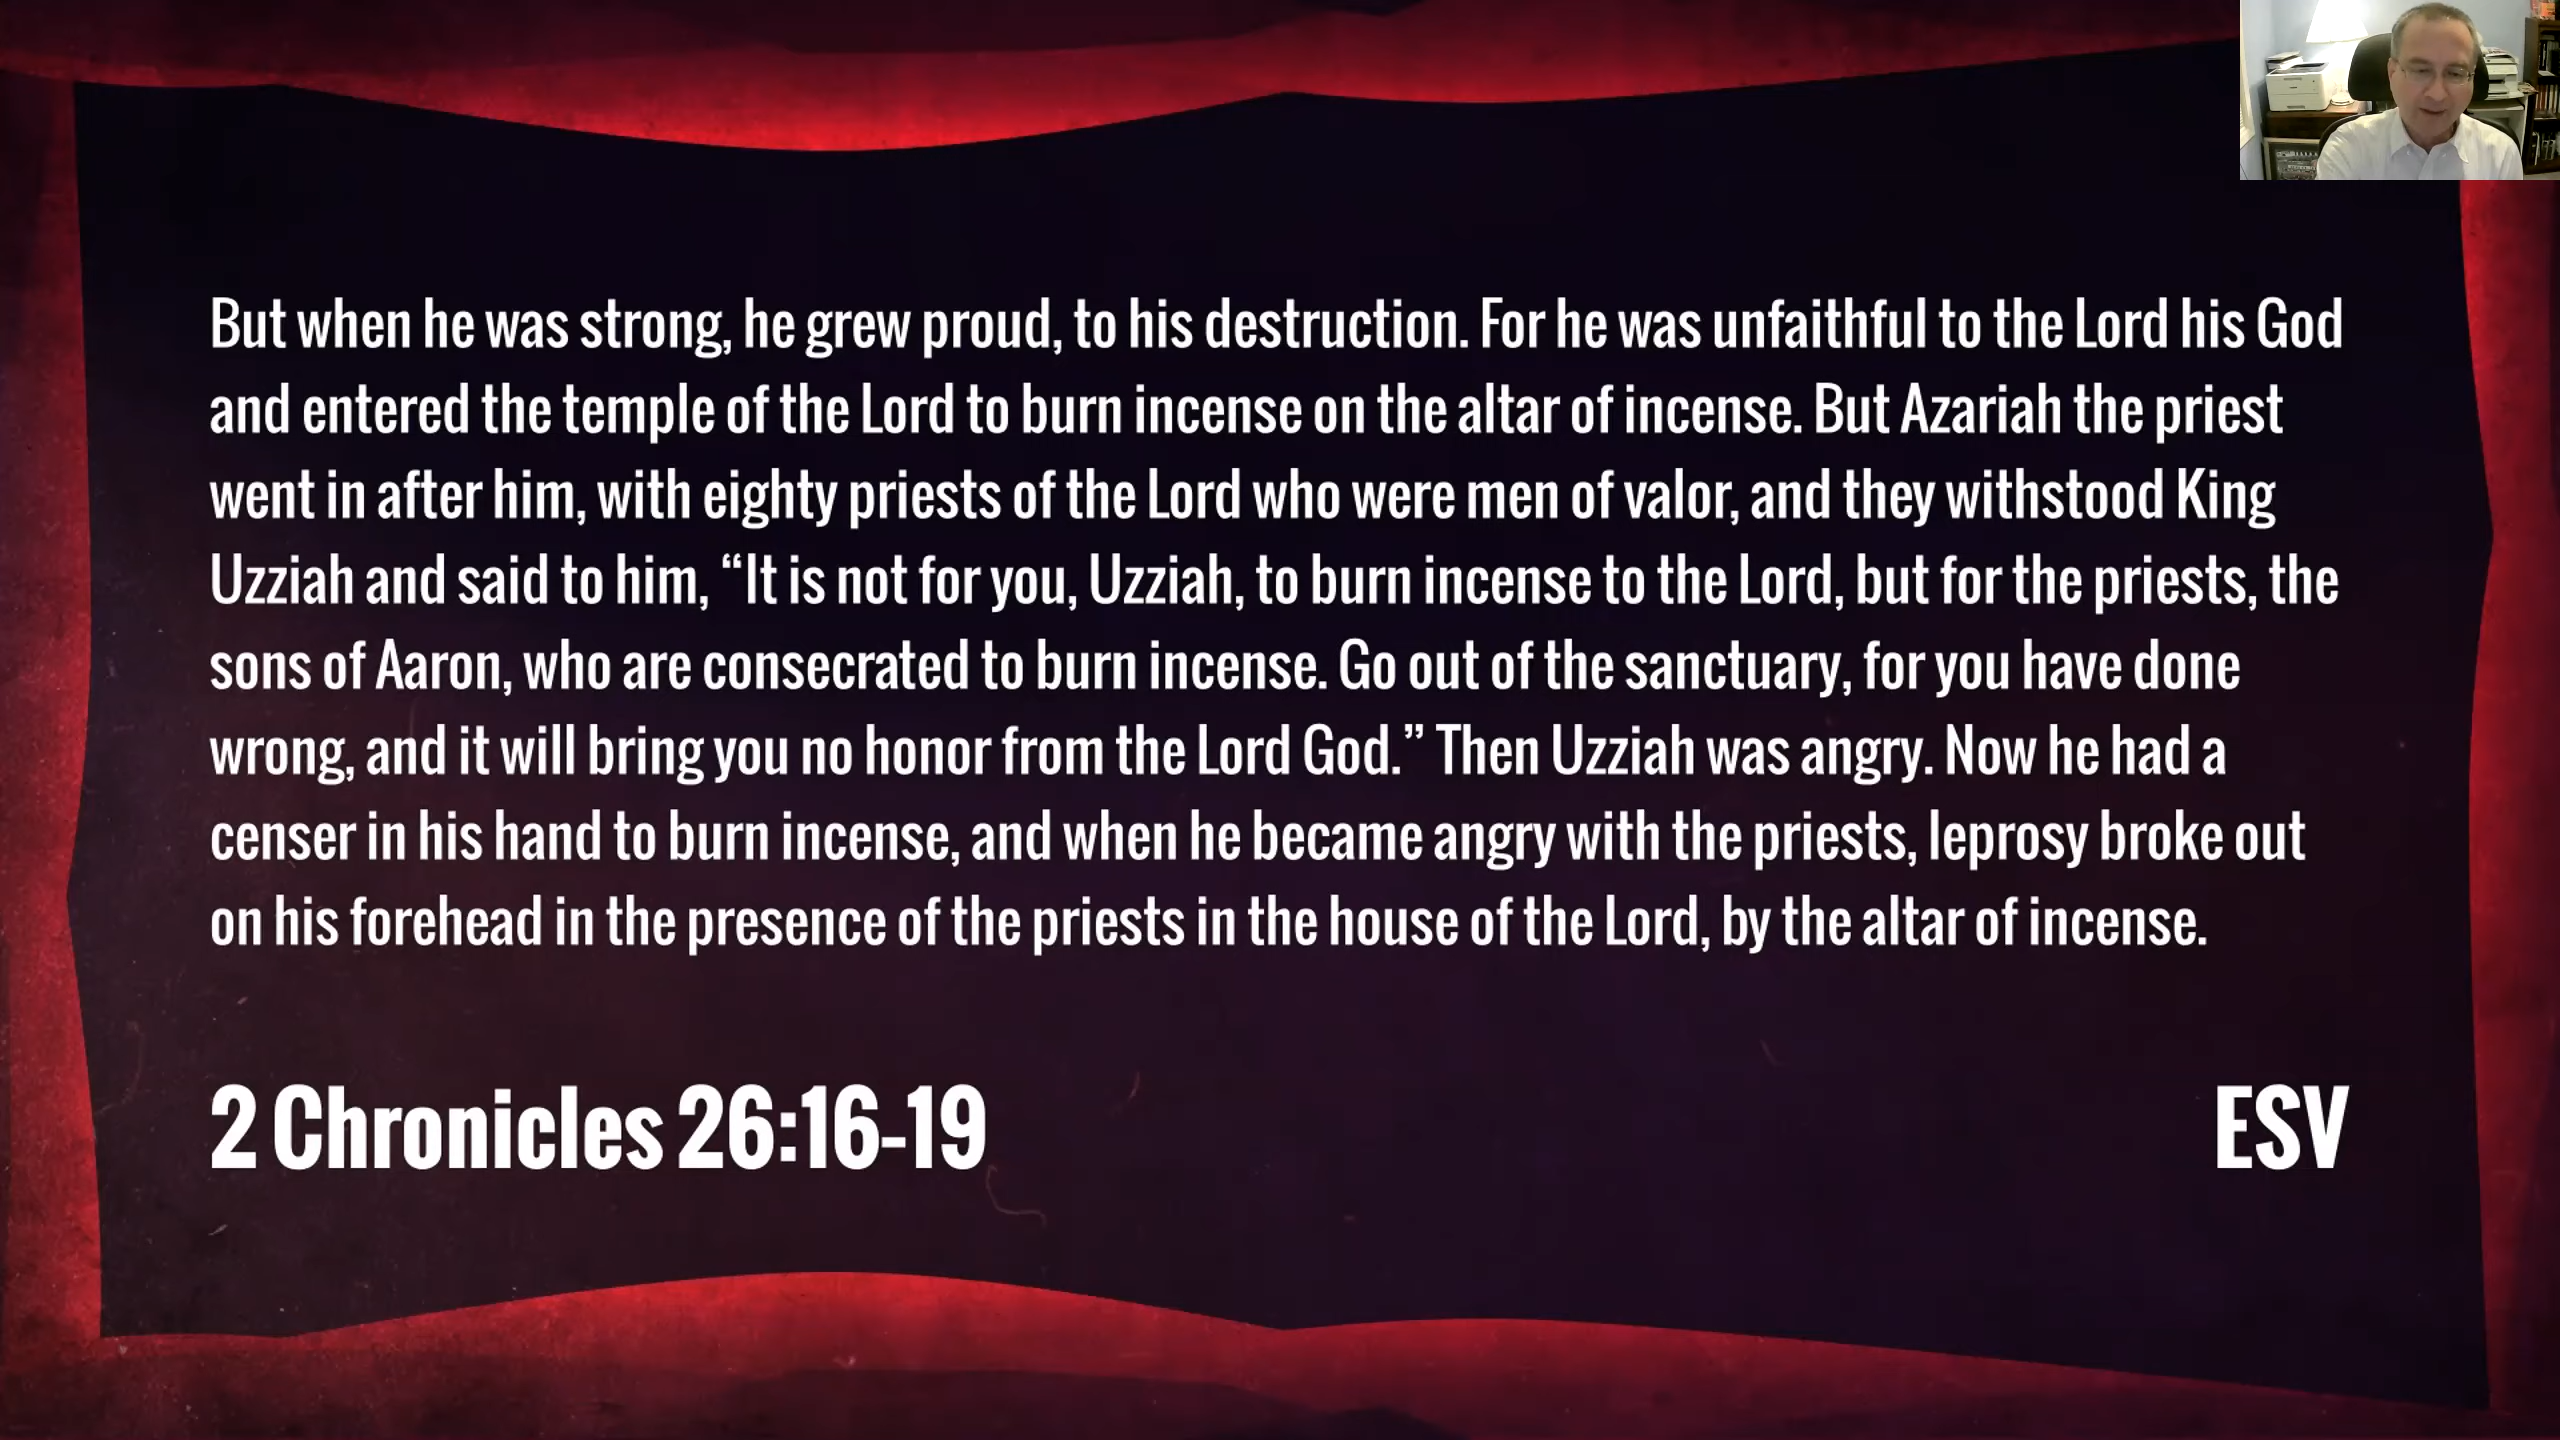 But when he was strong, he grew proud, to his destruction. For he was unfaithful to the Lord his God
and entered the temple of the Lord to burn incense on the altar of incense. But Azariah the priest
went in after him, with eighty priests of the Lord who were men of valor, and they withstood King
Uzziah and said to him, “It is not for you, Uzziah, to burn incense to the Lord, but for the priests, the
sons of Aaron, who are consecrated to burn incense. Go out of the sanctuary, for you have done
wrong, and it will bring you no honor from the Lord God.” Then Uzziah was angry. Now he had a
censer in his hand to burn incense, and when he became angry with the priests, leprosy broke out
on his forehead in the presence of the priests in the house of the Lord, by the altar of incense.
2 Chronicles 26:16-19
ESV